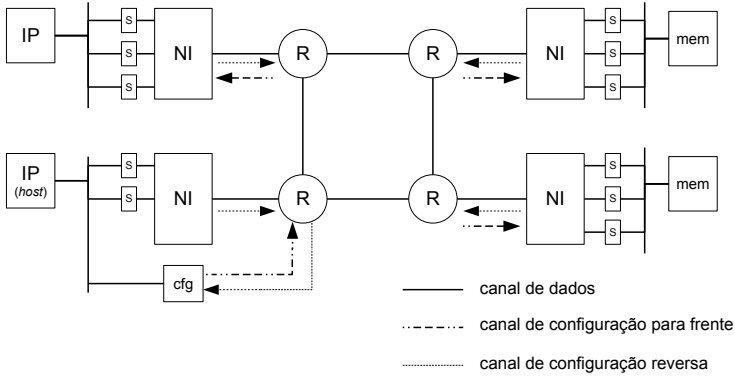 IP
S
S
S
NI
R
R
NI
S
S
S
mem
IP
(host)
S
S
NI
R
R
NI
S
S
S
mem
cfg
canal de dados
canal de configuração para frente
canal de configuração reversa